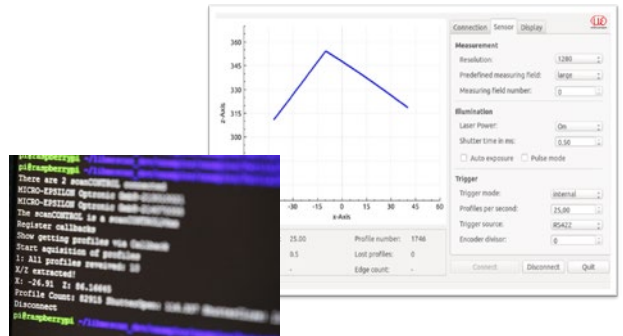 Connection Sensor Display
Measurement
Resolution: 1280
Predefined measuring field: large
Measuring field number: 0
Illumination
Laser Power: On
Shutter time in ms: 0,50
Auto exposure Pulse mode
Trigger
Trigger mode: internal
Profiles per second: 25,00
Trigger source: RS422
Encoder divisor: 0
Connect Disconnect Quit
360
345
330
315
300
z-Axis
-30 -15 0 15 30 45 60
x-Axis
25.00 Profile number: 1746
0.5 Lost profiles: 0
- Edge count: -
pi@raspberrypi
pi@raspberrypi
There are 2 scanCONTROL connected
MICRO-EPSILON Optronic
MICRO-EPSILON Optronic
The scanCONTROL is a
Register callbacks
Show getting profiles via Callback
Start aquisition of profiles
1: All profiles received: 10
X/Z extracted!
X: -26.91 Z: 86.16665
Profile Count: 82915
Disconnect
pi@raspberrypi